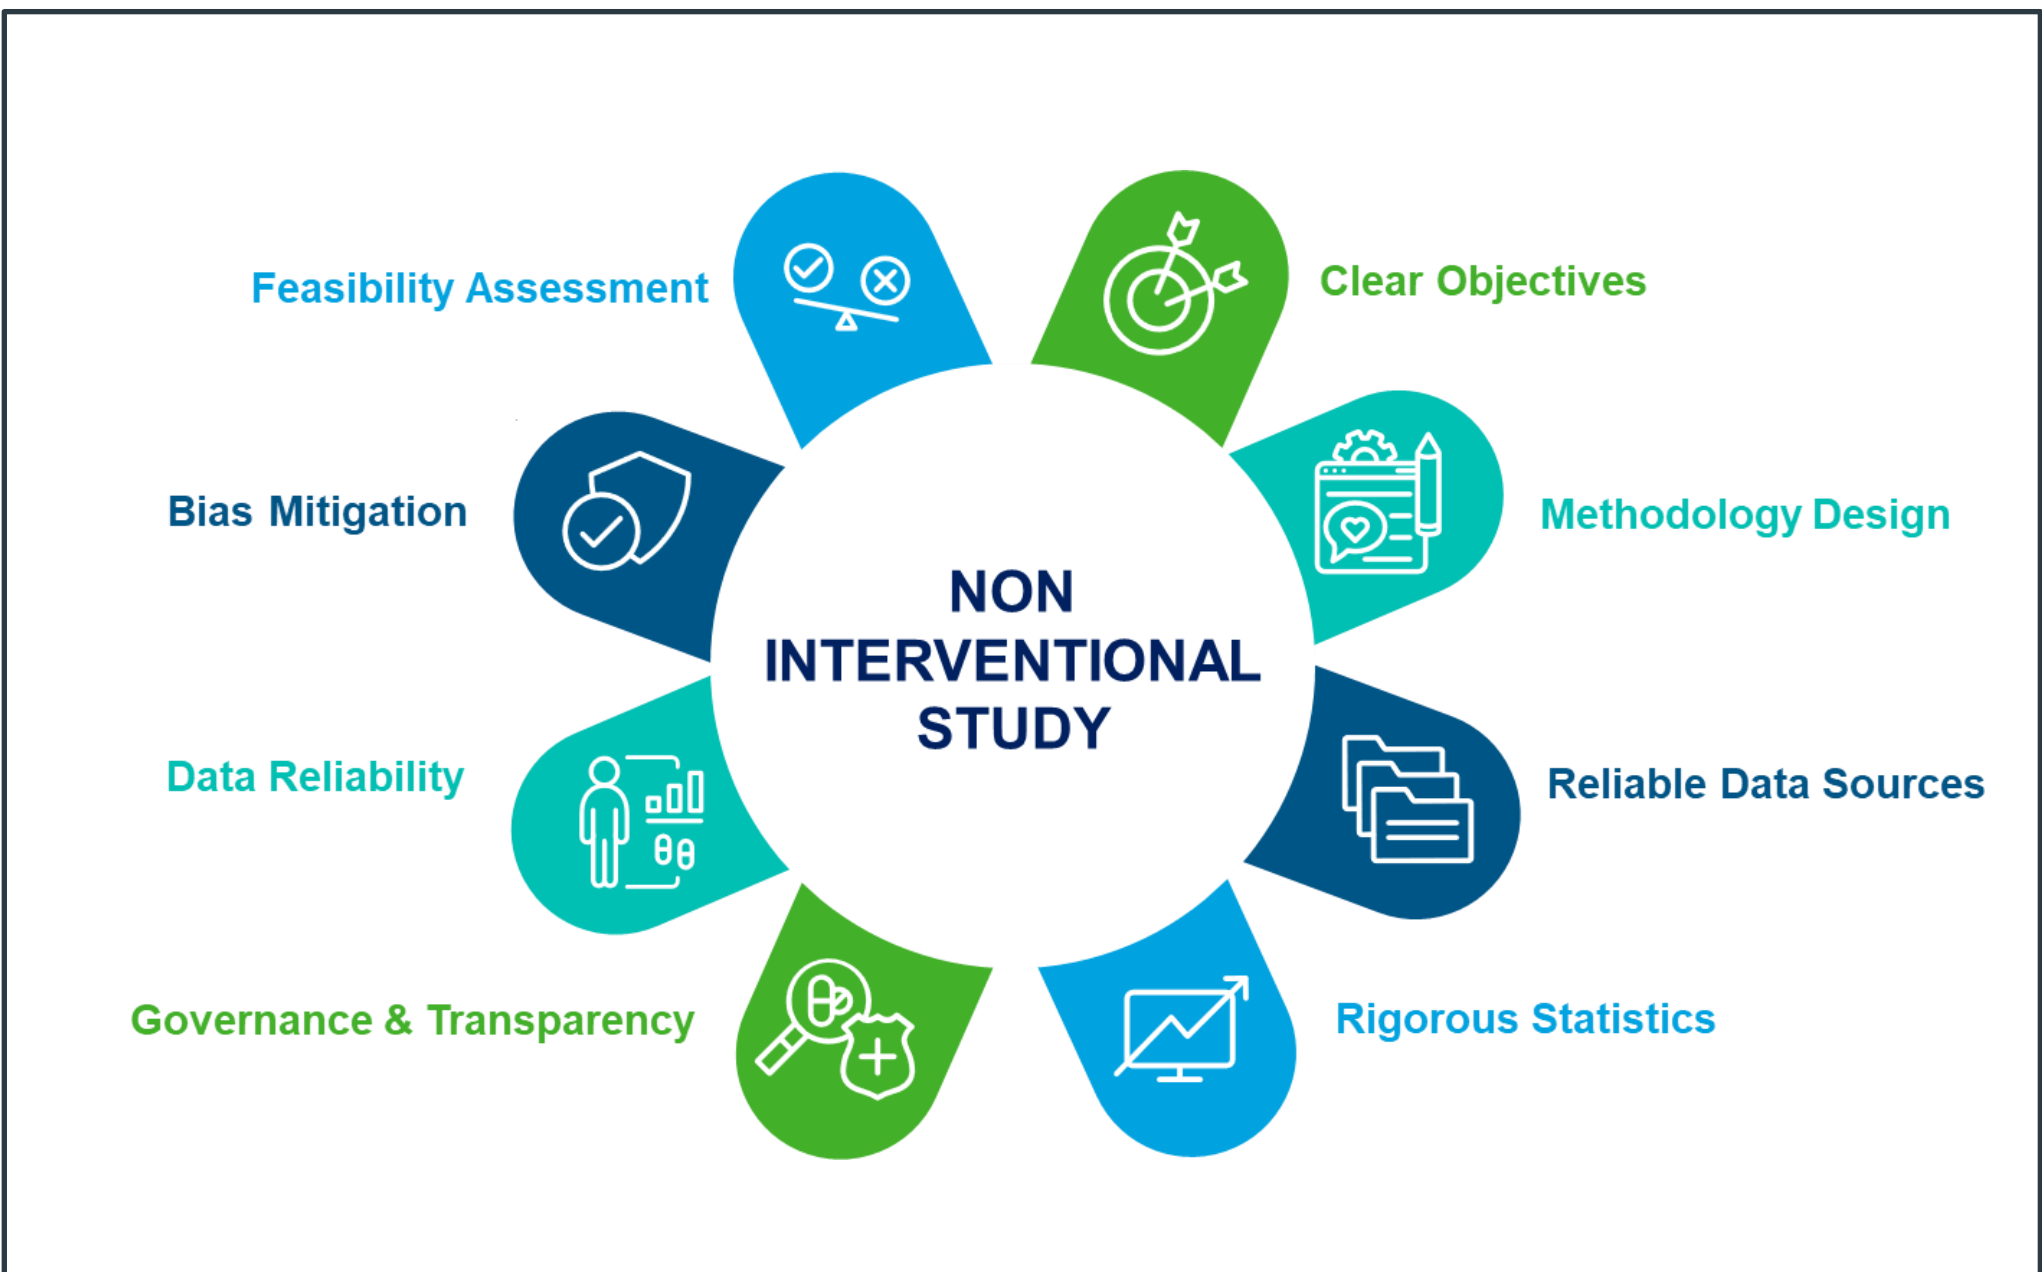 Feasibility Assessment
Clear Objectives
Bias Mitigation
Methodology Design
NON
INTERVENTIONAL
STUDY
Data Reliability
Reliable Data Sources
Governance & Transparency
Rigorous Statistics